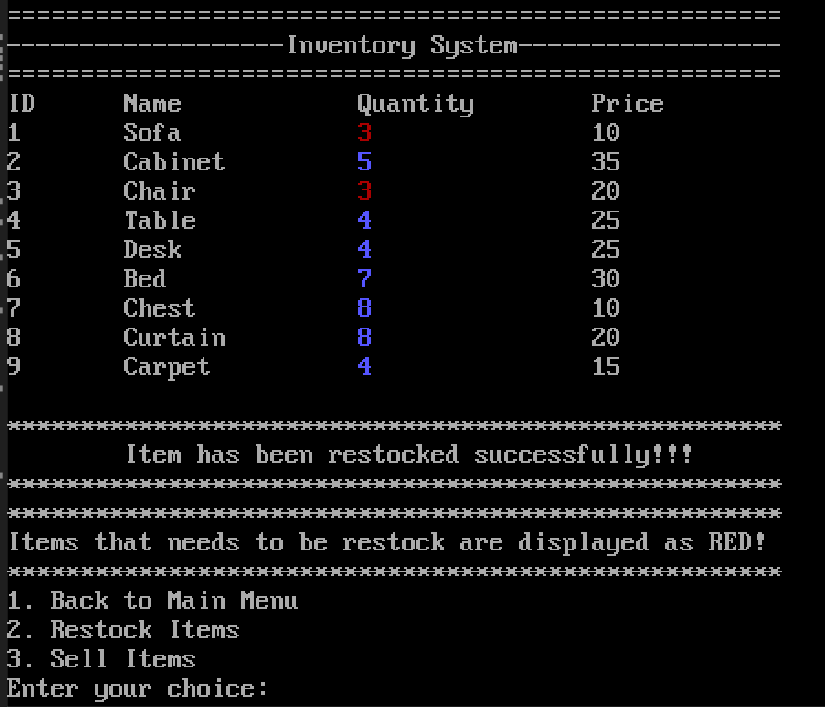 =====================================================
-------------------Inventory System------------------
=====================================================
ID Name Quantity Price
1 Sofa 3 10
2 Cabinet 5 35
3 Chair 3 20
4 Table 4 25
5 Desk 4 25
6 Bed 7 30
7 Chest 8 10
8 Curtain 8 20
9 Carpet 4 15
*****************************************************
Item has been restocked successfully!!!
*****************************************************
*****************************************************
Items that needs to be restock are displayed as RED!
*****************************************************
1. Back to Main Menu
2. Restock Items
3. Sell Items
Enter your choice: